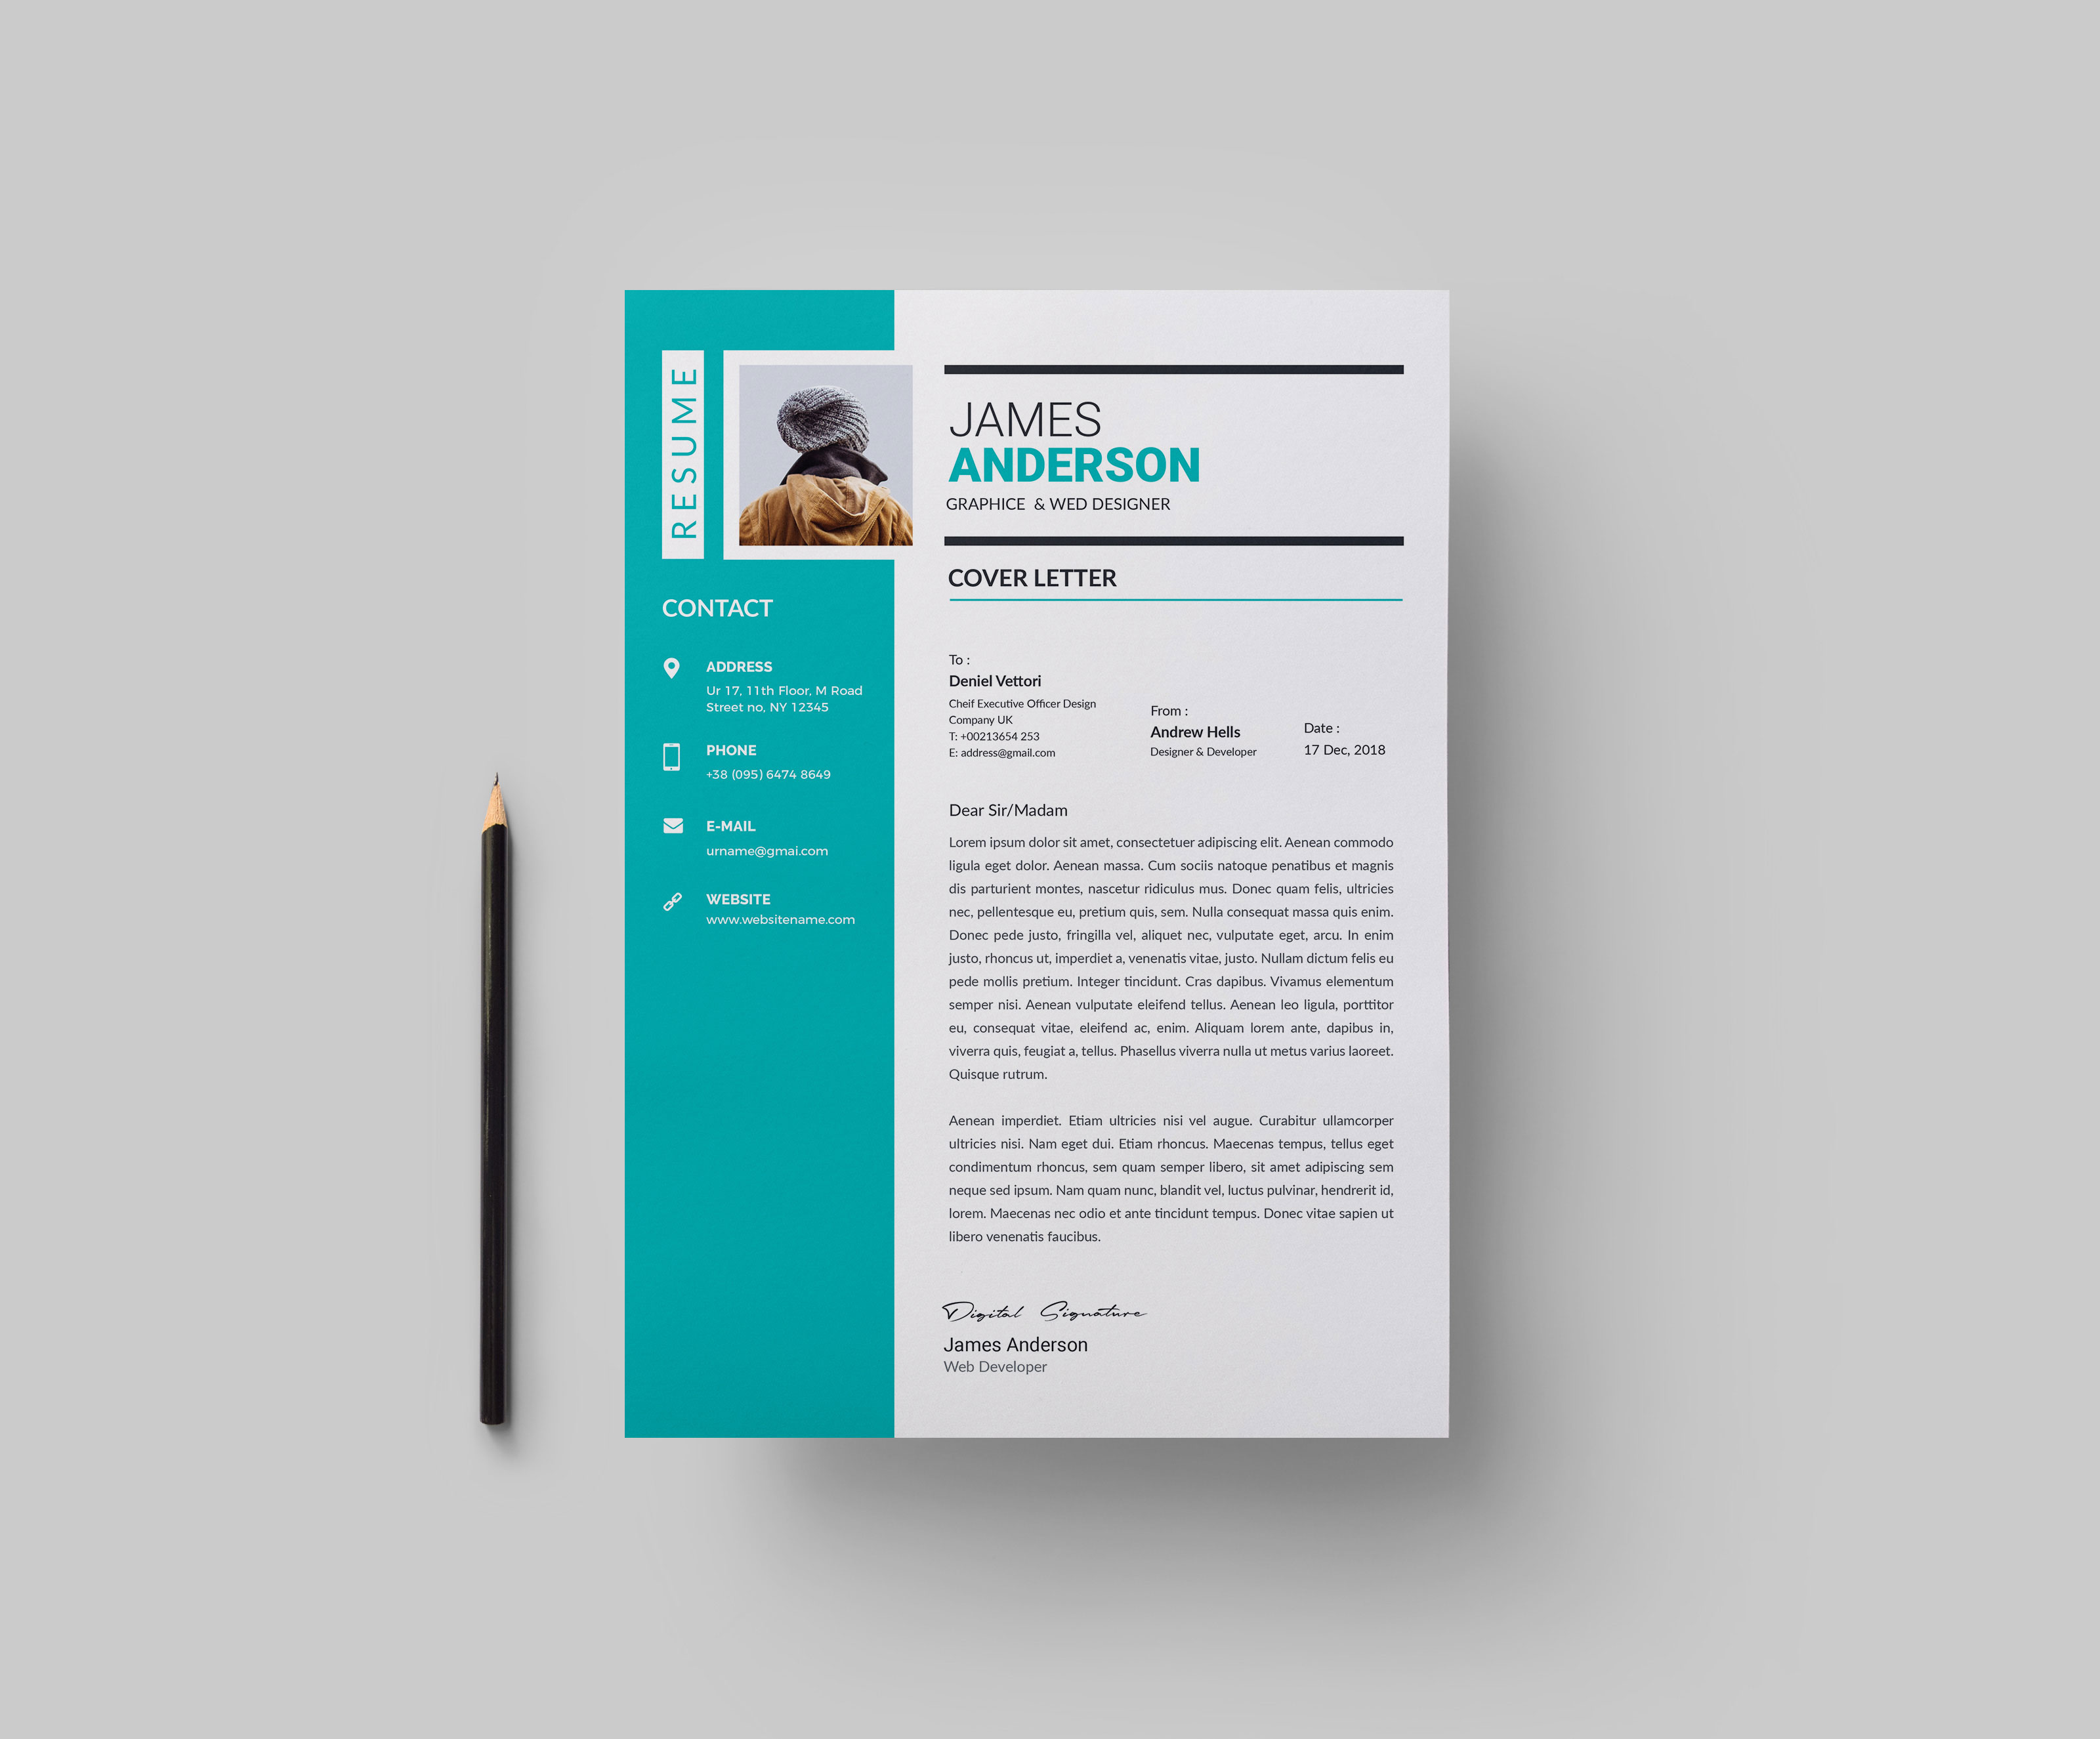 RESUME
JAMES
ANDERSON
GRAPHICE & WED DESIGNER
CONTACT
ADDRESS
Ur 17, 11th Floor, M Road
Street no, NY 12345
PHONE
+38 (095) 6474 8649
E-MAIL
urname@gmai.com
WEBSITE
www.websitename.com
COVER LETTER
To :
Deniel Vettori
Cheif Executive Officer Design
Company UK
T: +00213654 253
E: address@gmail.com
From :
Andrew Hells
Designer & Developer
Date :
17 Dec, 2018
Dear Sir/Madam
Lorem ipsum dolor sit amet, consectetuer adipiscing elit. Aenean commodo
ligula eget dolor. Aenean massa. Cum sociis natoque penatibus et magnis
dis parturient montes, nascetur ridiculus mus. Donec quam felis, ultricies
nec, pellentesque eu, pretium quis, sem. Nulla consequat massa quis enim.
Donec pede justo, fringilla vel, aliquet nec, vulputate eget, arcu. In enim
justo, rhoncus ut, imperdiet a, venenatis vitae, justo. Nullam dictum felis eu
pede mollis pretium. Integer tincidunt. Cras dapibus. Vivamus elementum
semper nisi. Aenean vulputate eleifend tellus. Aenean leo ligula, porttitor
eu, consequat vitae, eleifend ac, enim. Aliquam lorem ante, dapibus in,
viverra quis, feugiat a, tellus. Phasellus viverra nulla ut metus varius laoreet.
Quisque rutrum.
Aenean imperdiet. Etiam ultricies nisi vel augue. Curabitur ullamcorper
ultricies nisi. Nam eget dui. Etiam rhoncus. Maecenas tempus, tellus eget
condimentum rhoncus, sem quam semper libero, sit amet adipiscing sem
neque sed ipsum. Nam quam nunc, blandit vel, luctus pulvinar, hendrerit id,
lorem. Maecenas nec odio et ante tincidunt tempus. Donec vitae sapien ut
libero venenatis faucibus.
Digital Signature
James Anderson
Web Developer